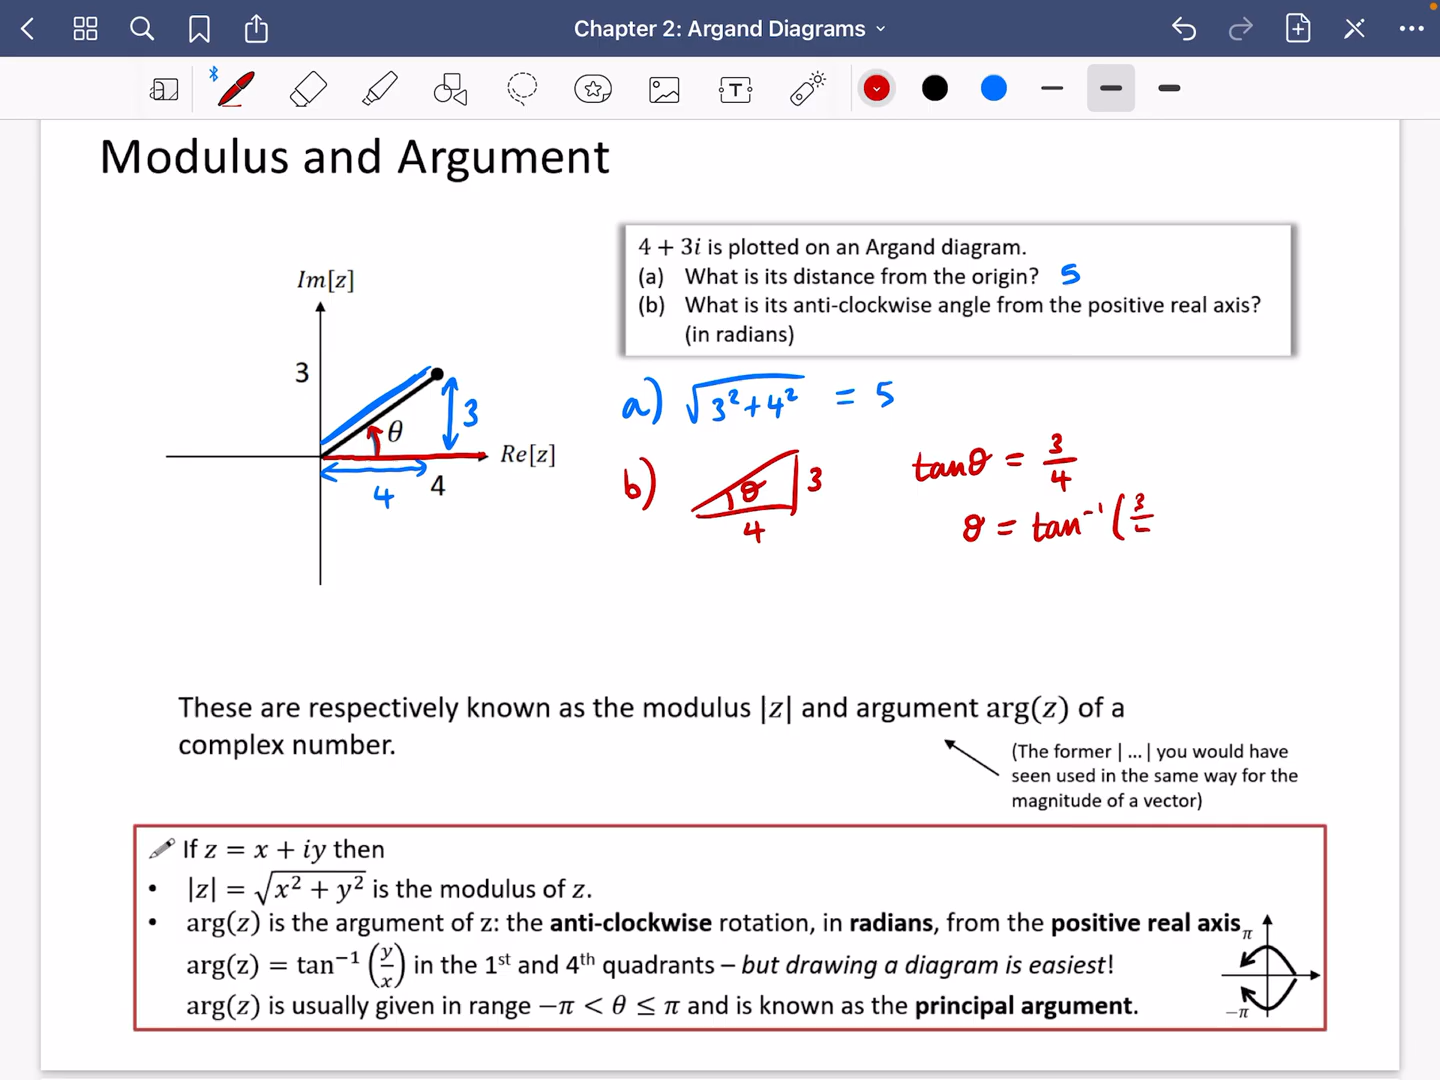 Chapter 2: Argand Diagrams
T
Modulus and Argument
4 + 3i is plotted on an Argand diagram.
(a) What is its distance from the origin? 5
(b) What is its anti-clockwise angle from the positive real axis?
(in radians)
Im[z]
3
θ
3
Re[z]
4
4
a) √(3² + 4²) = 5
b) θ 3
4
tanθ = 3/4
θ = tan⁻¹ (3
These are respectively known as the modulus |z| and argument arg(z) of a
complex number.
(The former | ... | you would have
seen used in the same way for the
magnitude of a vector)
If z = x + iy then
• |z| = √(x² + y²) is the modulus of z.
• arg(z) is the argument of z: the anti-clockwise rotation, in radians, from the positive real axis
arg(z) = tan⁻¹ (y/x) in the 1st and 4th quadrants – but drawing a diagram is easiest!
arg(z) is usually given in range −π < θ ≤ π and is known as the principal argument.
π
−π